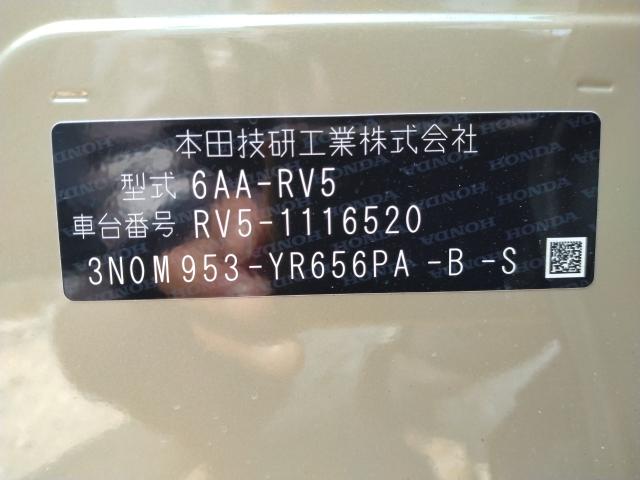 本田技研工業株式会社
型式 6AA-RV5
車台番号 RV5-1116520
3N0M953-YR656PA -B -S